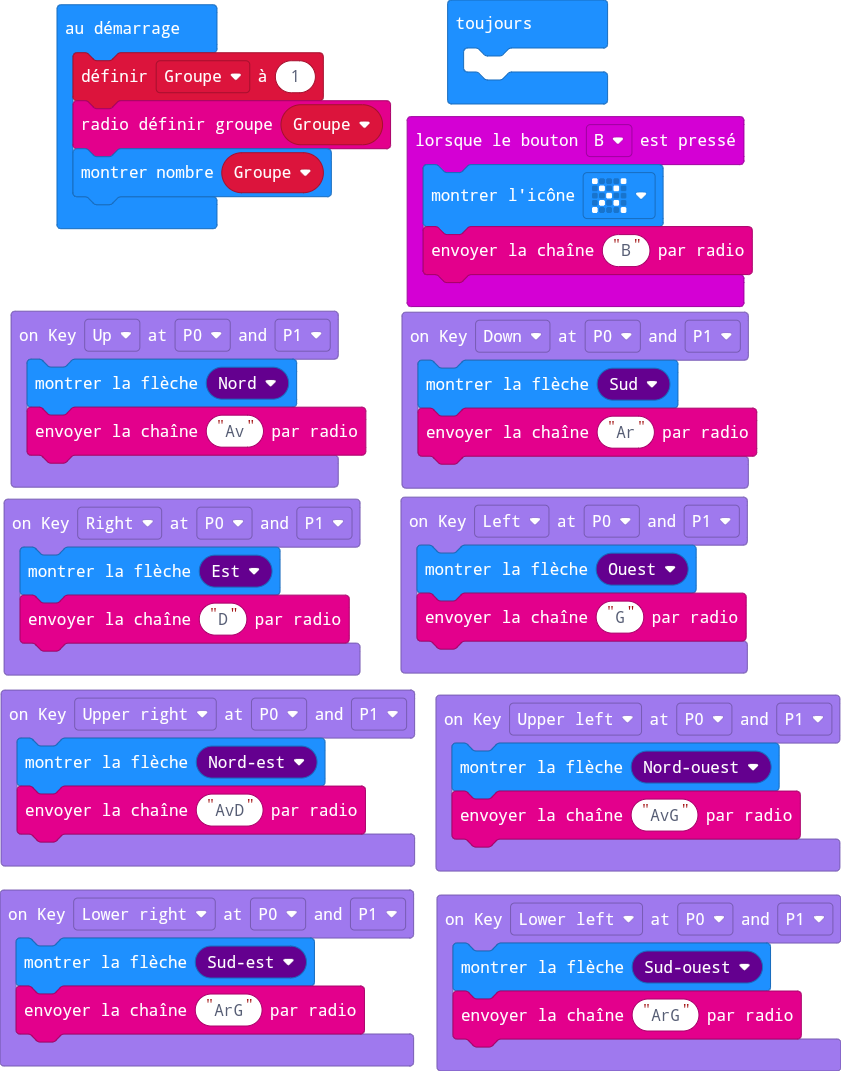 au démarrage
définir Groupe à 1
radio définir groupe Groupe
montrer nombre Groupe
toujours
lorsque le bouton B est pressé
montrer l'icône
envoyer la chaîne "B" par radio
on Key Up at P0 and P1
montrer la flèche Nord
envoyer la chaîne "Av" par radio
on Key Down at P0 and P1
montrer la flèche Sud
envoyer la chaîne "Ar" par radio
on Key Right at P0 and P1
montrer la flèche Est
envoyer la chaîne "D" par radio
on Key Left at P0 and P1
montrer la flèche Ouest
envoyer la chaîne "G" par radio
on Key Upper right at P0 and P1
montrer la flèche Nord-est
envoyer la chaîne "AvD" par radio
on Key Upper left at P0 and P1
montrer la flèche Nord-ouest
envoyer la chaîne "AvG" par radio
on Key Lower right at P0 and P1
montrer la flèche Sud-est
envoyer la chaîne "ArG" par radio
on Key Lower left at P0 and P1
montrer la flèche Sud-ouest
envoyer la chaîne "ArG" par radio